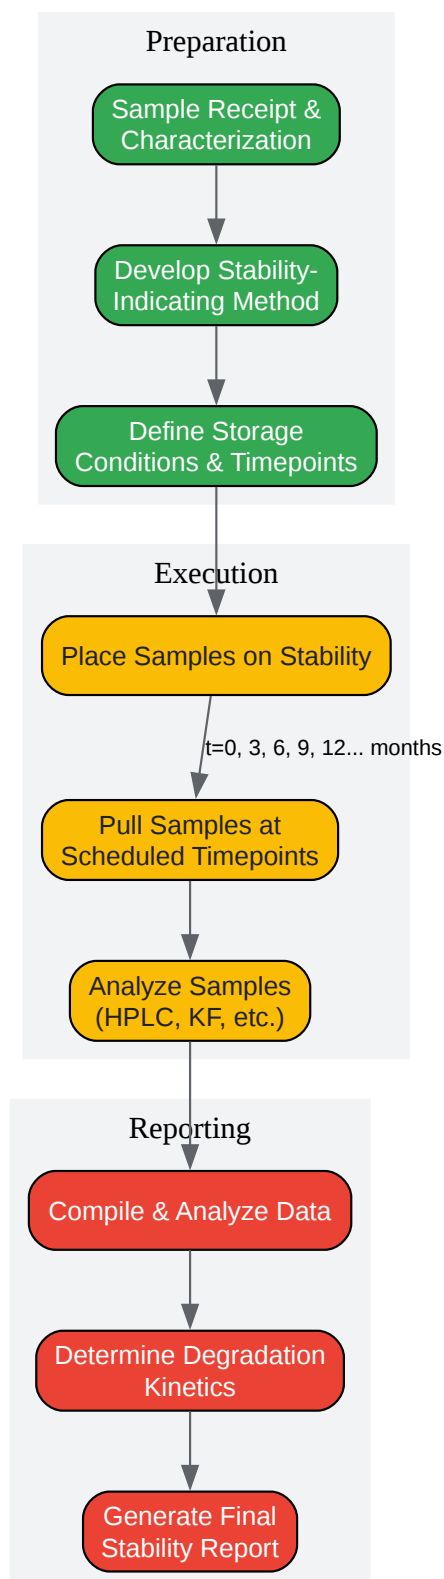 Preparation
Sample Receipt &
Characterization
Develop Stability-
Indicating Method
Define Storage
Conditions & Timepoints
Execution
Place Samples on Stability
t=0, 3, 6, 9, 12... months
Pull Samples at
Scheduled Timepoints
Analyze Samples
(HPLC, KF, etc.)
Reporting
Compile & Analyze Data
Determine Degradation
Kinetics
Generate Final
Stability Report